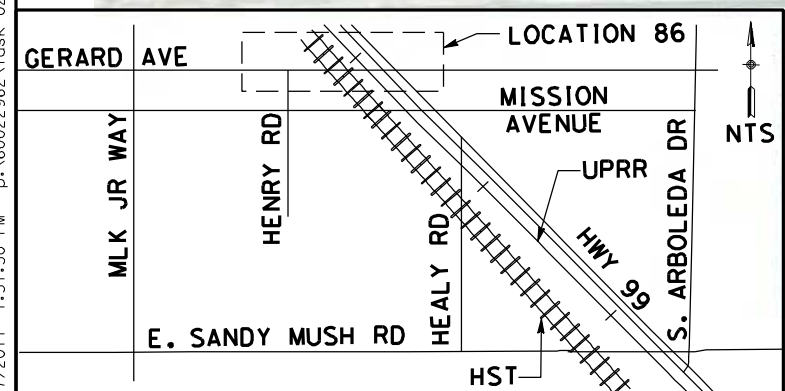 LOCATION 86
GERARD AVE
MISSION
AVENUE
NTS
MLK JR WAY
HENRY RD
HEALY RD
UPRR
HWY 99
S. ARBOLEDA DR
E. SANDY MUSH RD
HST